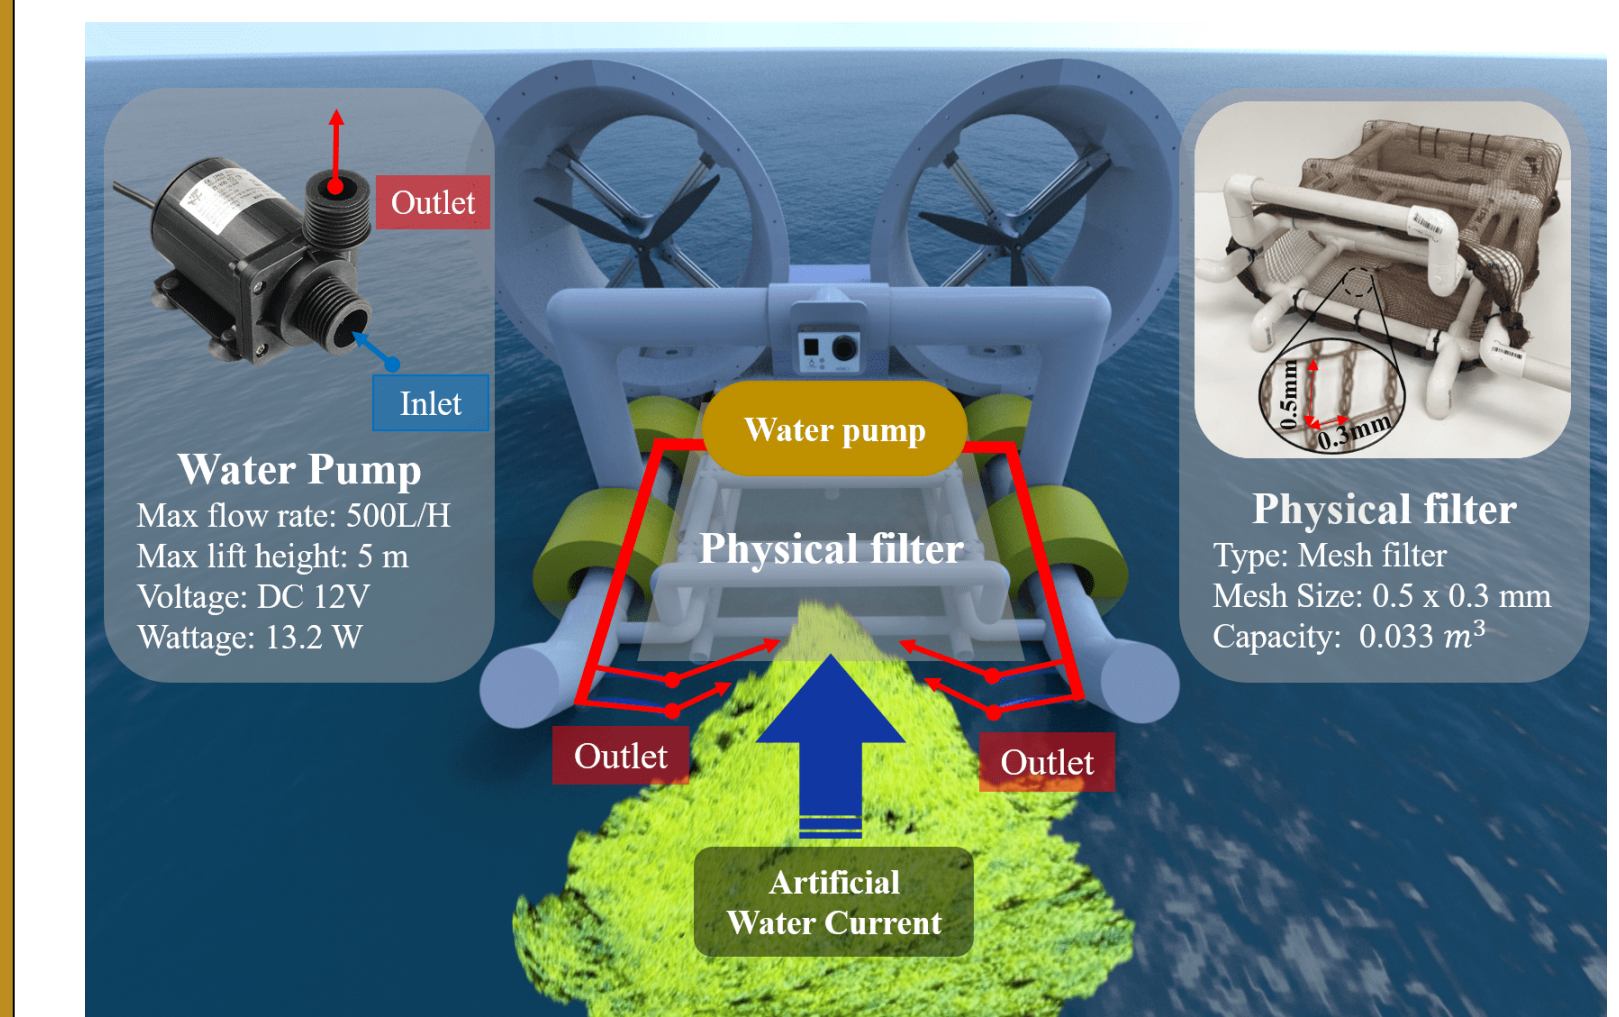 Outlet
Inlet
Water Pump
Max flow rate: 500L/H
Max lift height: 5 m
Voltage: DC 12V
Wattage: 13.2 W
Water pump
Physical filter
Outlet
Outlet
Artificial
Water Current
0.5mm
0.3mm
Physical filter
Type: Mesh filter
Mesh Size: 0.5 x 0.3 mm
Capacity: 0.033 m³